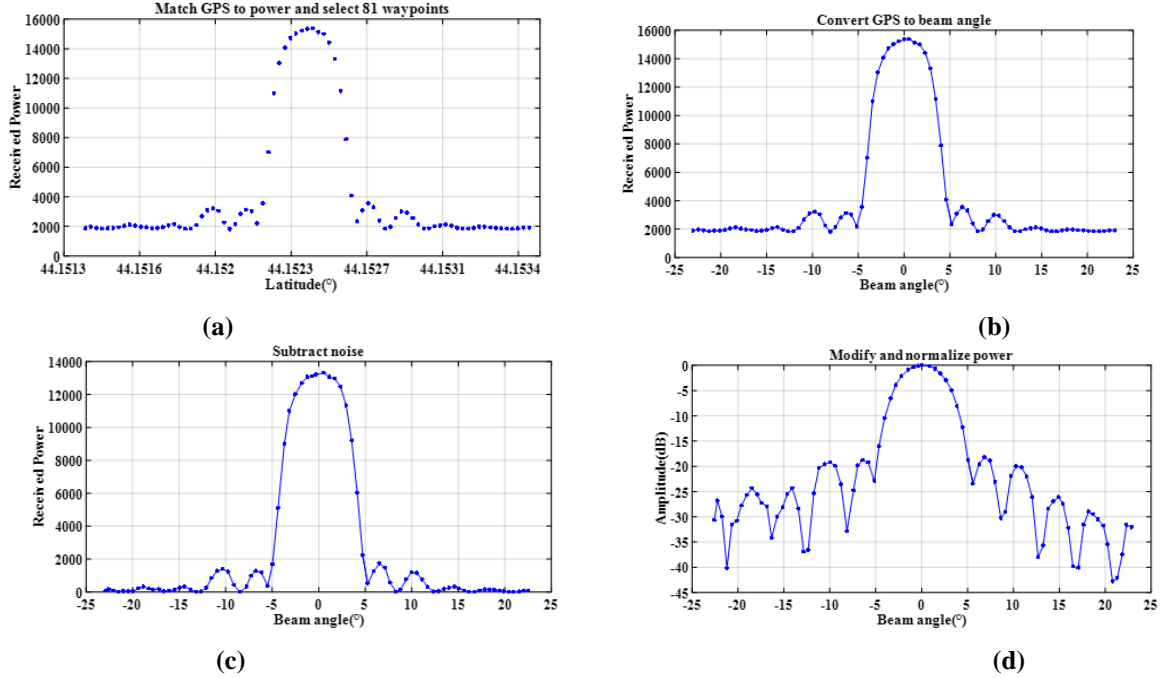 Match GPS to power and select 81 waypoints
16000
14000
12000
10000
8000
6000
4000
2000
0
Received Power
44.1513 44.1516 44.152 44.1523 44.1527 44.1531 44.1534
Latitude(°)
(a)
Convert GPS to beam angle
16000
14000
12000
10000
8000
6000
4000
2000
0
Received Power
-25 -20 -15 -10 -5 0 5 10 15 20 25
Beam angle(°)
(b)
Subtract noise
14000
12000
10000
8000
6000
4000
2000
0
Received Power
-25 -20 -15 -10 -5 0 5 10 15 20 25
Beam angle(°)
(c)
Modify and normalize power
0
-5
-10
-15
-20
-25
-30
-35
-40
-45
Amplitude(dB)
-20 -15 -10 -5 0 5 10 15 20 25
Beam angle(°)
(d)